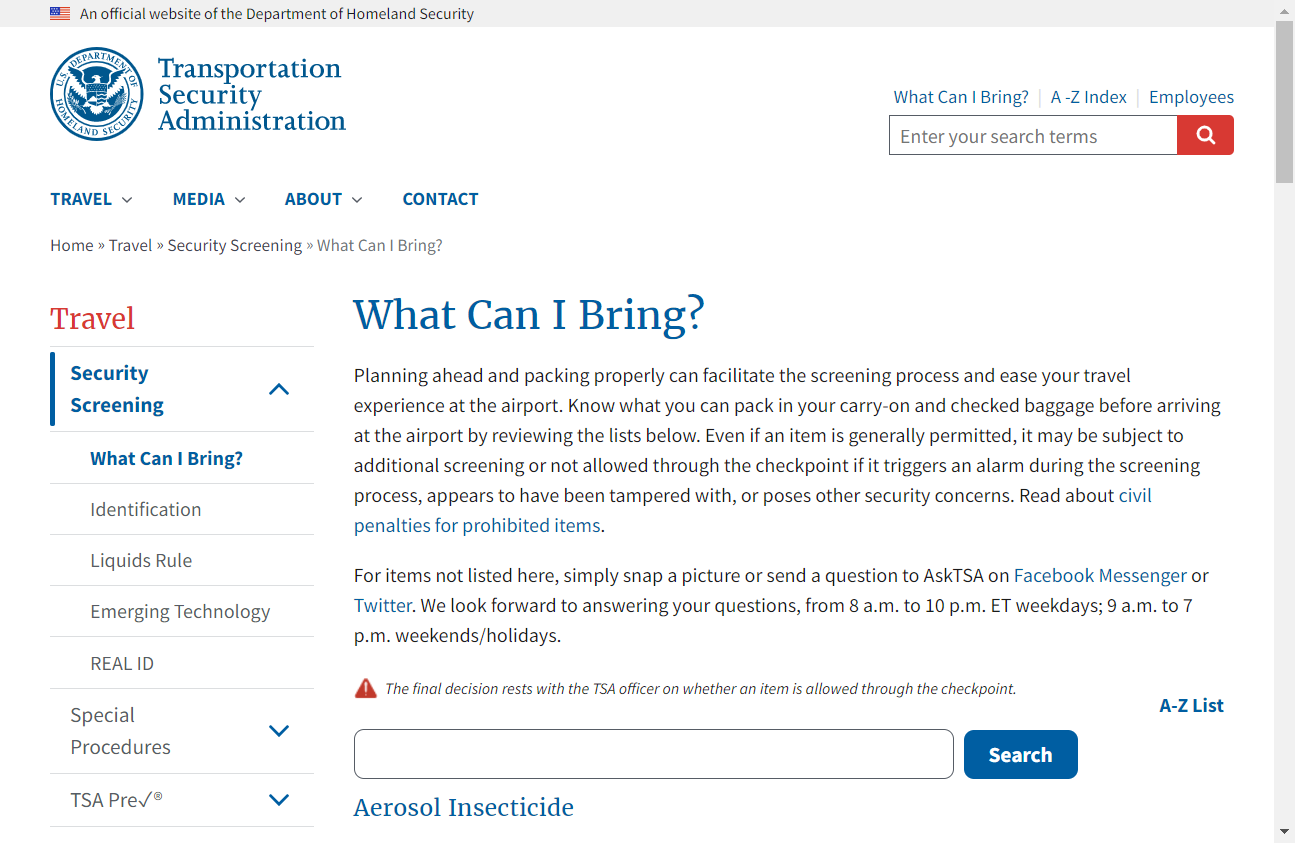 An official website of the Department of Homeland Security
U.S. DEPARTMENT OF HOMELAND SECURITY
Transportation
Security
Administration
What Can I Bring?
A -Z Index
Employees
Enter your search terms
TRAVEL
MEDIA
ABOUT
CONTACT
Home » Travel » Security Screening » What Can I Bring?
Travel
Security
Screening
What Can I Bring?
Identification
Liquids Rule
Emerging Technology
REAL ID
Special
Procedures
TSA Pre✓®
What Can I Bring?
Planning ahead and packing properly can facilitate the screening process and ease your travel
experience at the airport. Know what you can pack in your carry-on and checked baggage before arriving
at the airport by reviewing the lists below. Even if an item is generally permitted, it may be subject to
additional screening or not allowed through the checkpoint if it triggers an alarm during the screening
process, appears to have been tampered with, or poses other security concerns. Read about civil
penalties for prohibited items.
For items not listed here, simply snap a picture or send a question to AskTSA on Facebook Messenger or
Twitter. We look forward to answering your questions, from 8 a.m. to 10 p.m. ET weekdays; 9 a.m. to 7
p.m. weekends/holidays.
The final decision rests with the TSA officer on whether an item is allowed through the checkpoint.
A-Z List
Search
Aerosol Insecticide